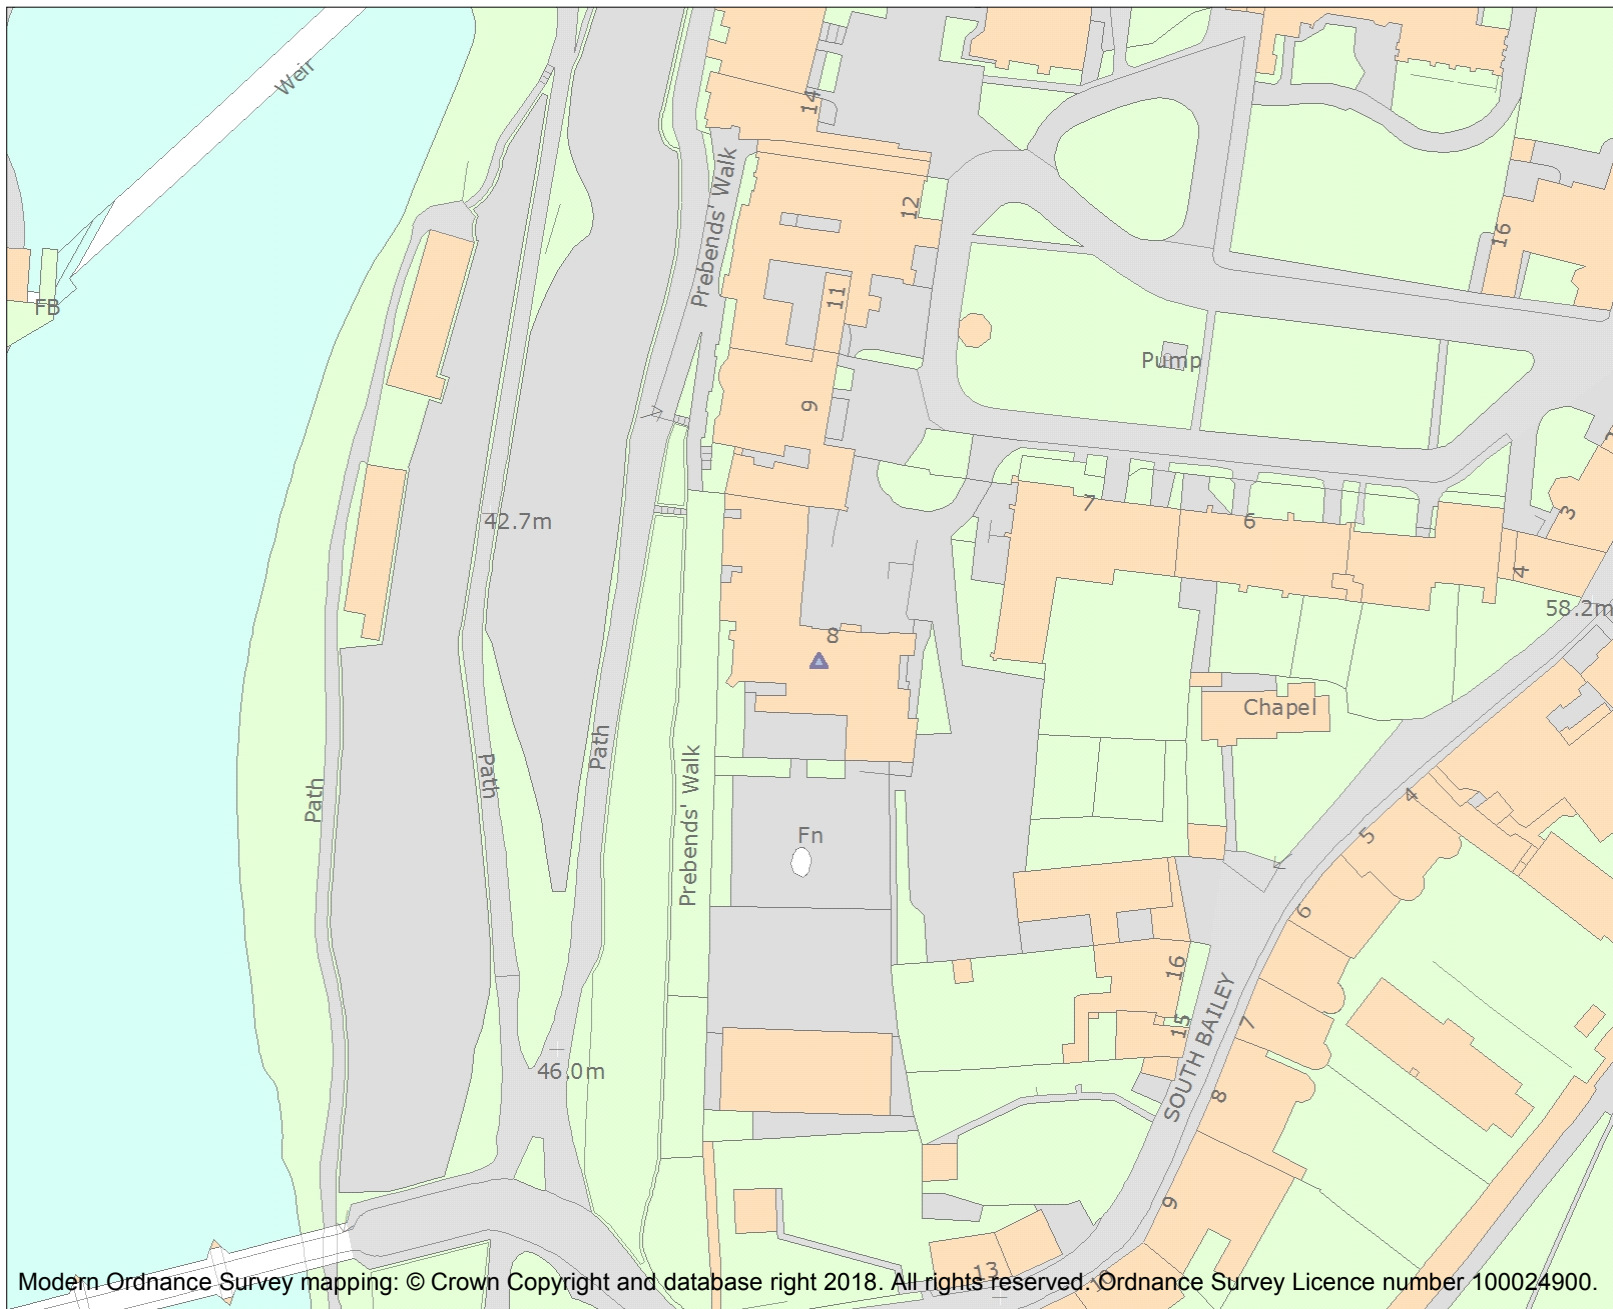 Weir
14
Prebends' Walk
12
16
FB
11
Pump
9
7
6
3
42.7m
4
58.2m
8
Chapel
Path
Path
Path
Prebends' Walk
Fn
4
5
6
16
15
7
SOUTH BAILEY
46.0m
8
9
13
10
Modern Ordnance Survey mapping: © Crown Copyright and database right 2018. All rights reserved. Ordnance Survey Licence number 100024900.